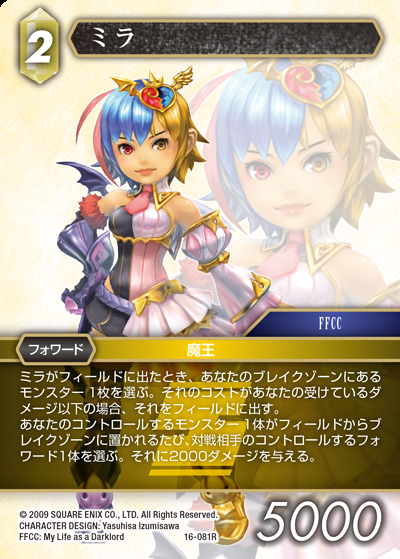 2
ミラ
FFCC
フォワード
魔王
ミラがフィールドに出たとき、あなたのブレイクゾーンにある
モンスター1枚を選ぶ。それのコストがあなたの受けているダ
メージ以下の場合、それをフィールドに出す。
あなたのコントロールするモンスター1体がフィールドからブ
レイクゾーンに置かれるたび、対戦相手のコントロールするフォ
ワード1体を選ぶ。それに2000ダメージを与える。
© 2009 SQUARE ENIX CO., LTD. All Rights Reserved.
CHARACTER DESIGN: Yasuhisa Izumisawa
FFCC: My Life as a Darklord
16-081R
5000